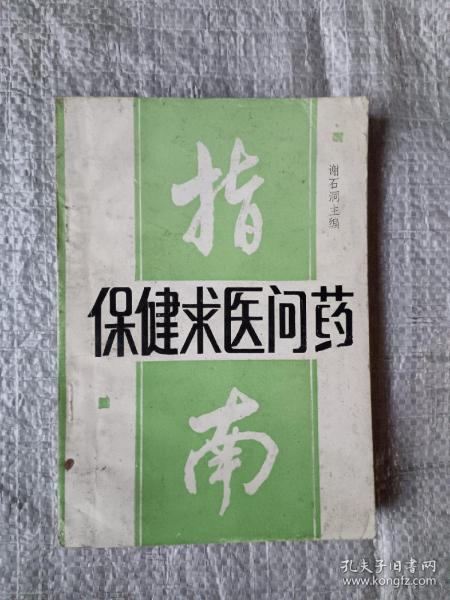 指
谢石洞主编
保健求医问药
南
孔夫子旧书网
www.kongfz.com